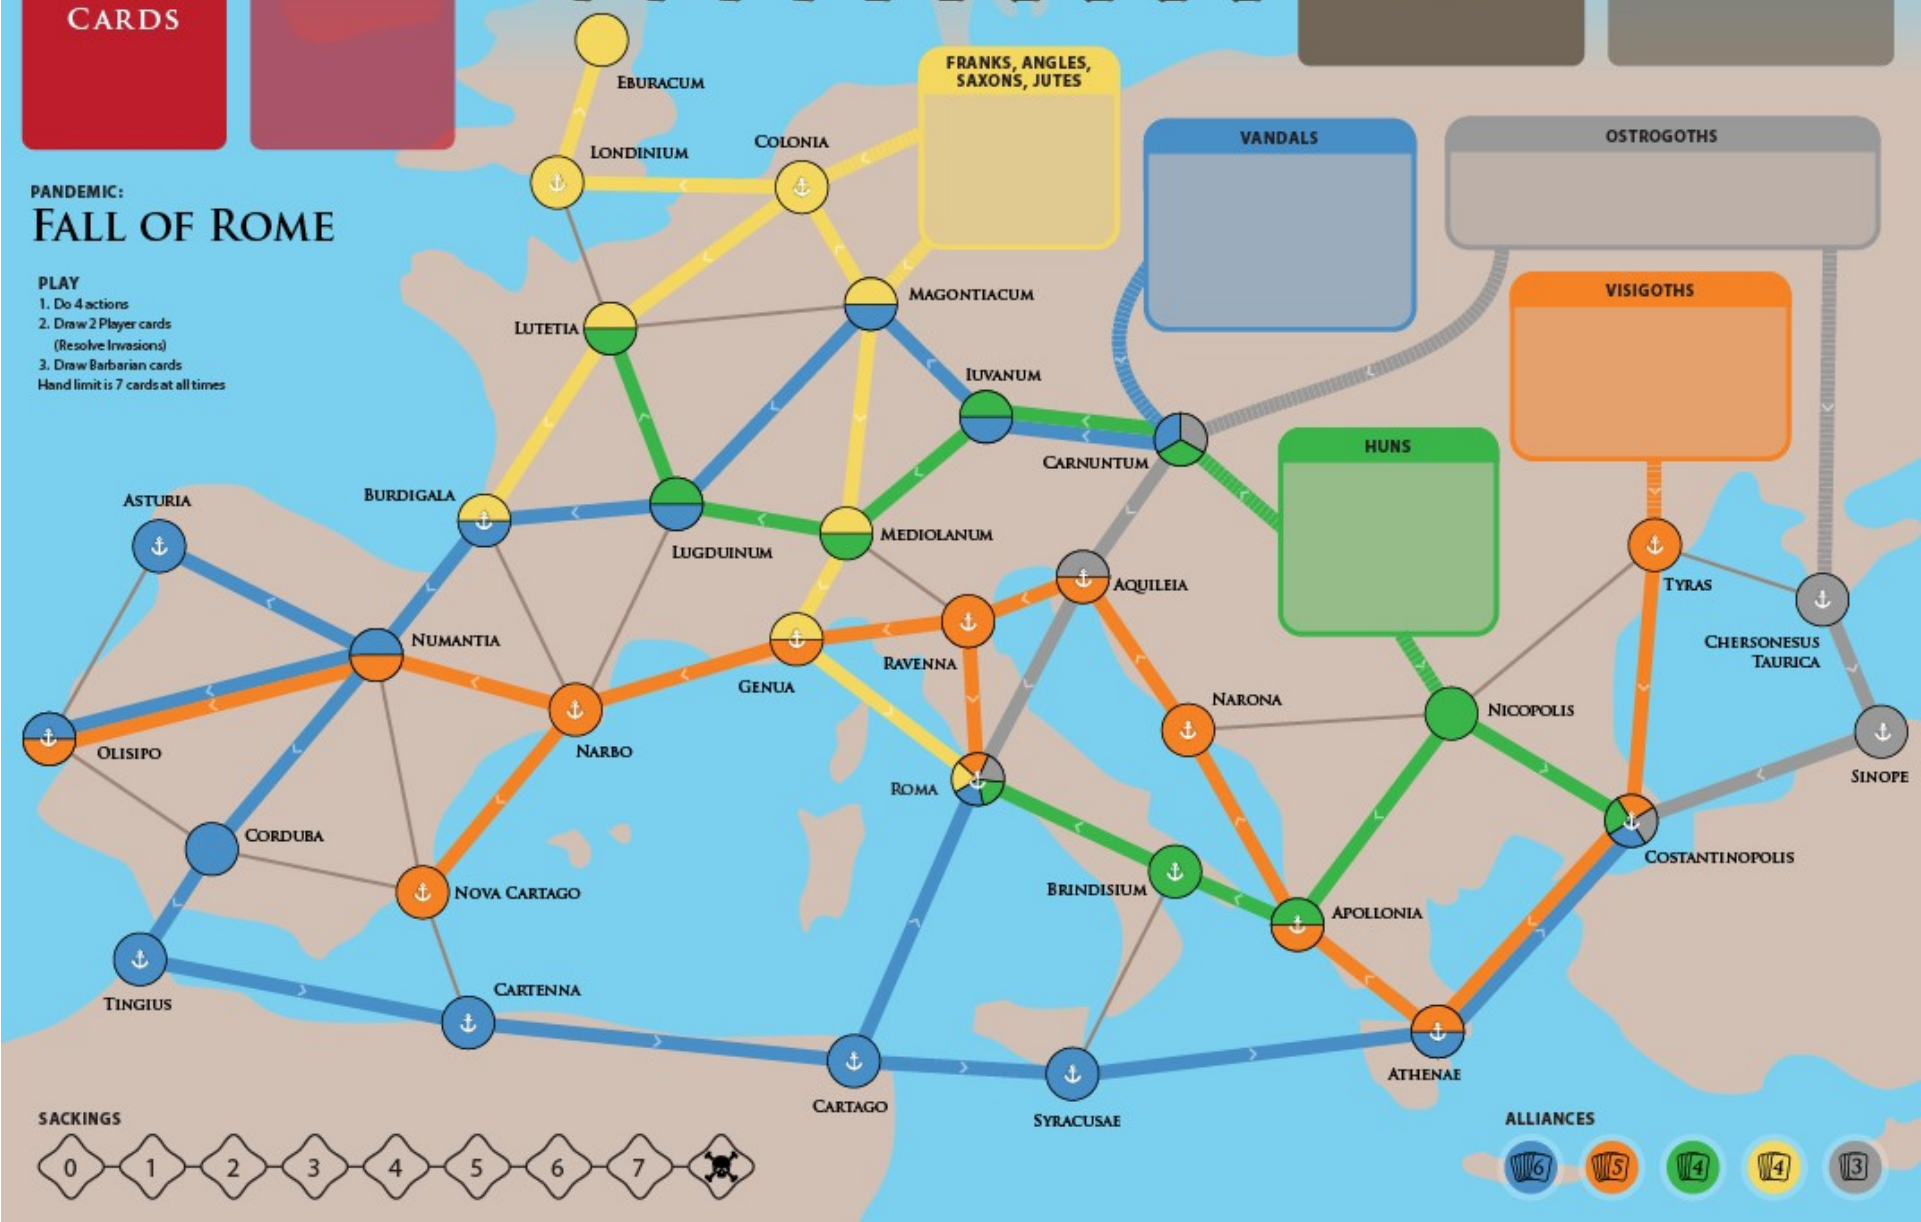 CARDS
EBURACUM
FRANKS, ANGLES,
SAXONS, JUTES
COLONIA
LONDINIUM
VANDALS
OSTROGOTHS
PANDEMIC:
FALL OF ROME
PLAY
1. Do 4 actions
2. Draw 2 Player cards
(Resolve Invasions)
3. Draw Barbarian cards
Hand limit is 7 cards at all times
VISIGOTHS
MAGONTIACUM
LUTETIA
IUVANUM
HUNS
CARNUNTUM
ASTURIA
BURDIGALA
LUGDUINUM
MEDIOLANUM
AQUILEIA
TYRAS
NUMANTIA
CHERSONESUS
TAURICA
RAVENNA
GENUA
NARONA
NICOPOLIS
OLISIPO
NARBO
SINOPE
ROMA
CORDUBA
COSTANTINOPOLIS
BRINDISIUM
NOVA CARTAGO
APOLLONIA
CARTENNA
TINGIUS
ATHENAE
CARTAGO
SYRACUSAE
SACKINGS
0 1 2 3 4 5 6 7
ALLIANCES
6 5 4 4 3